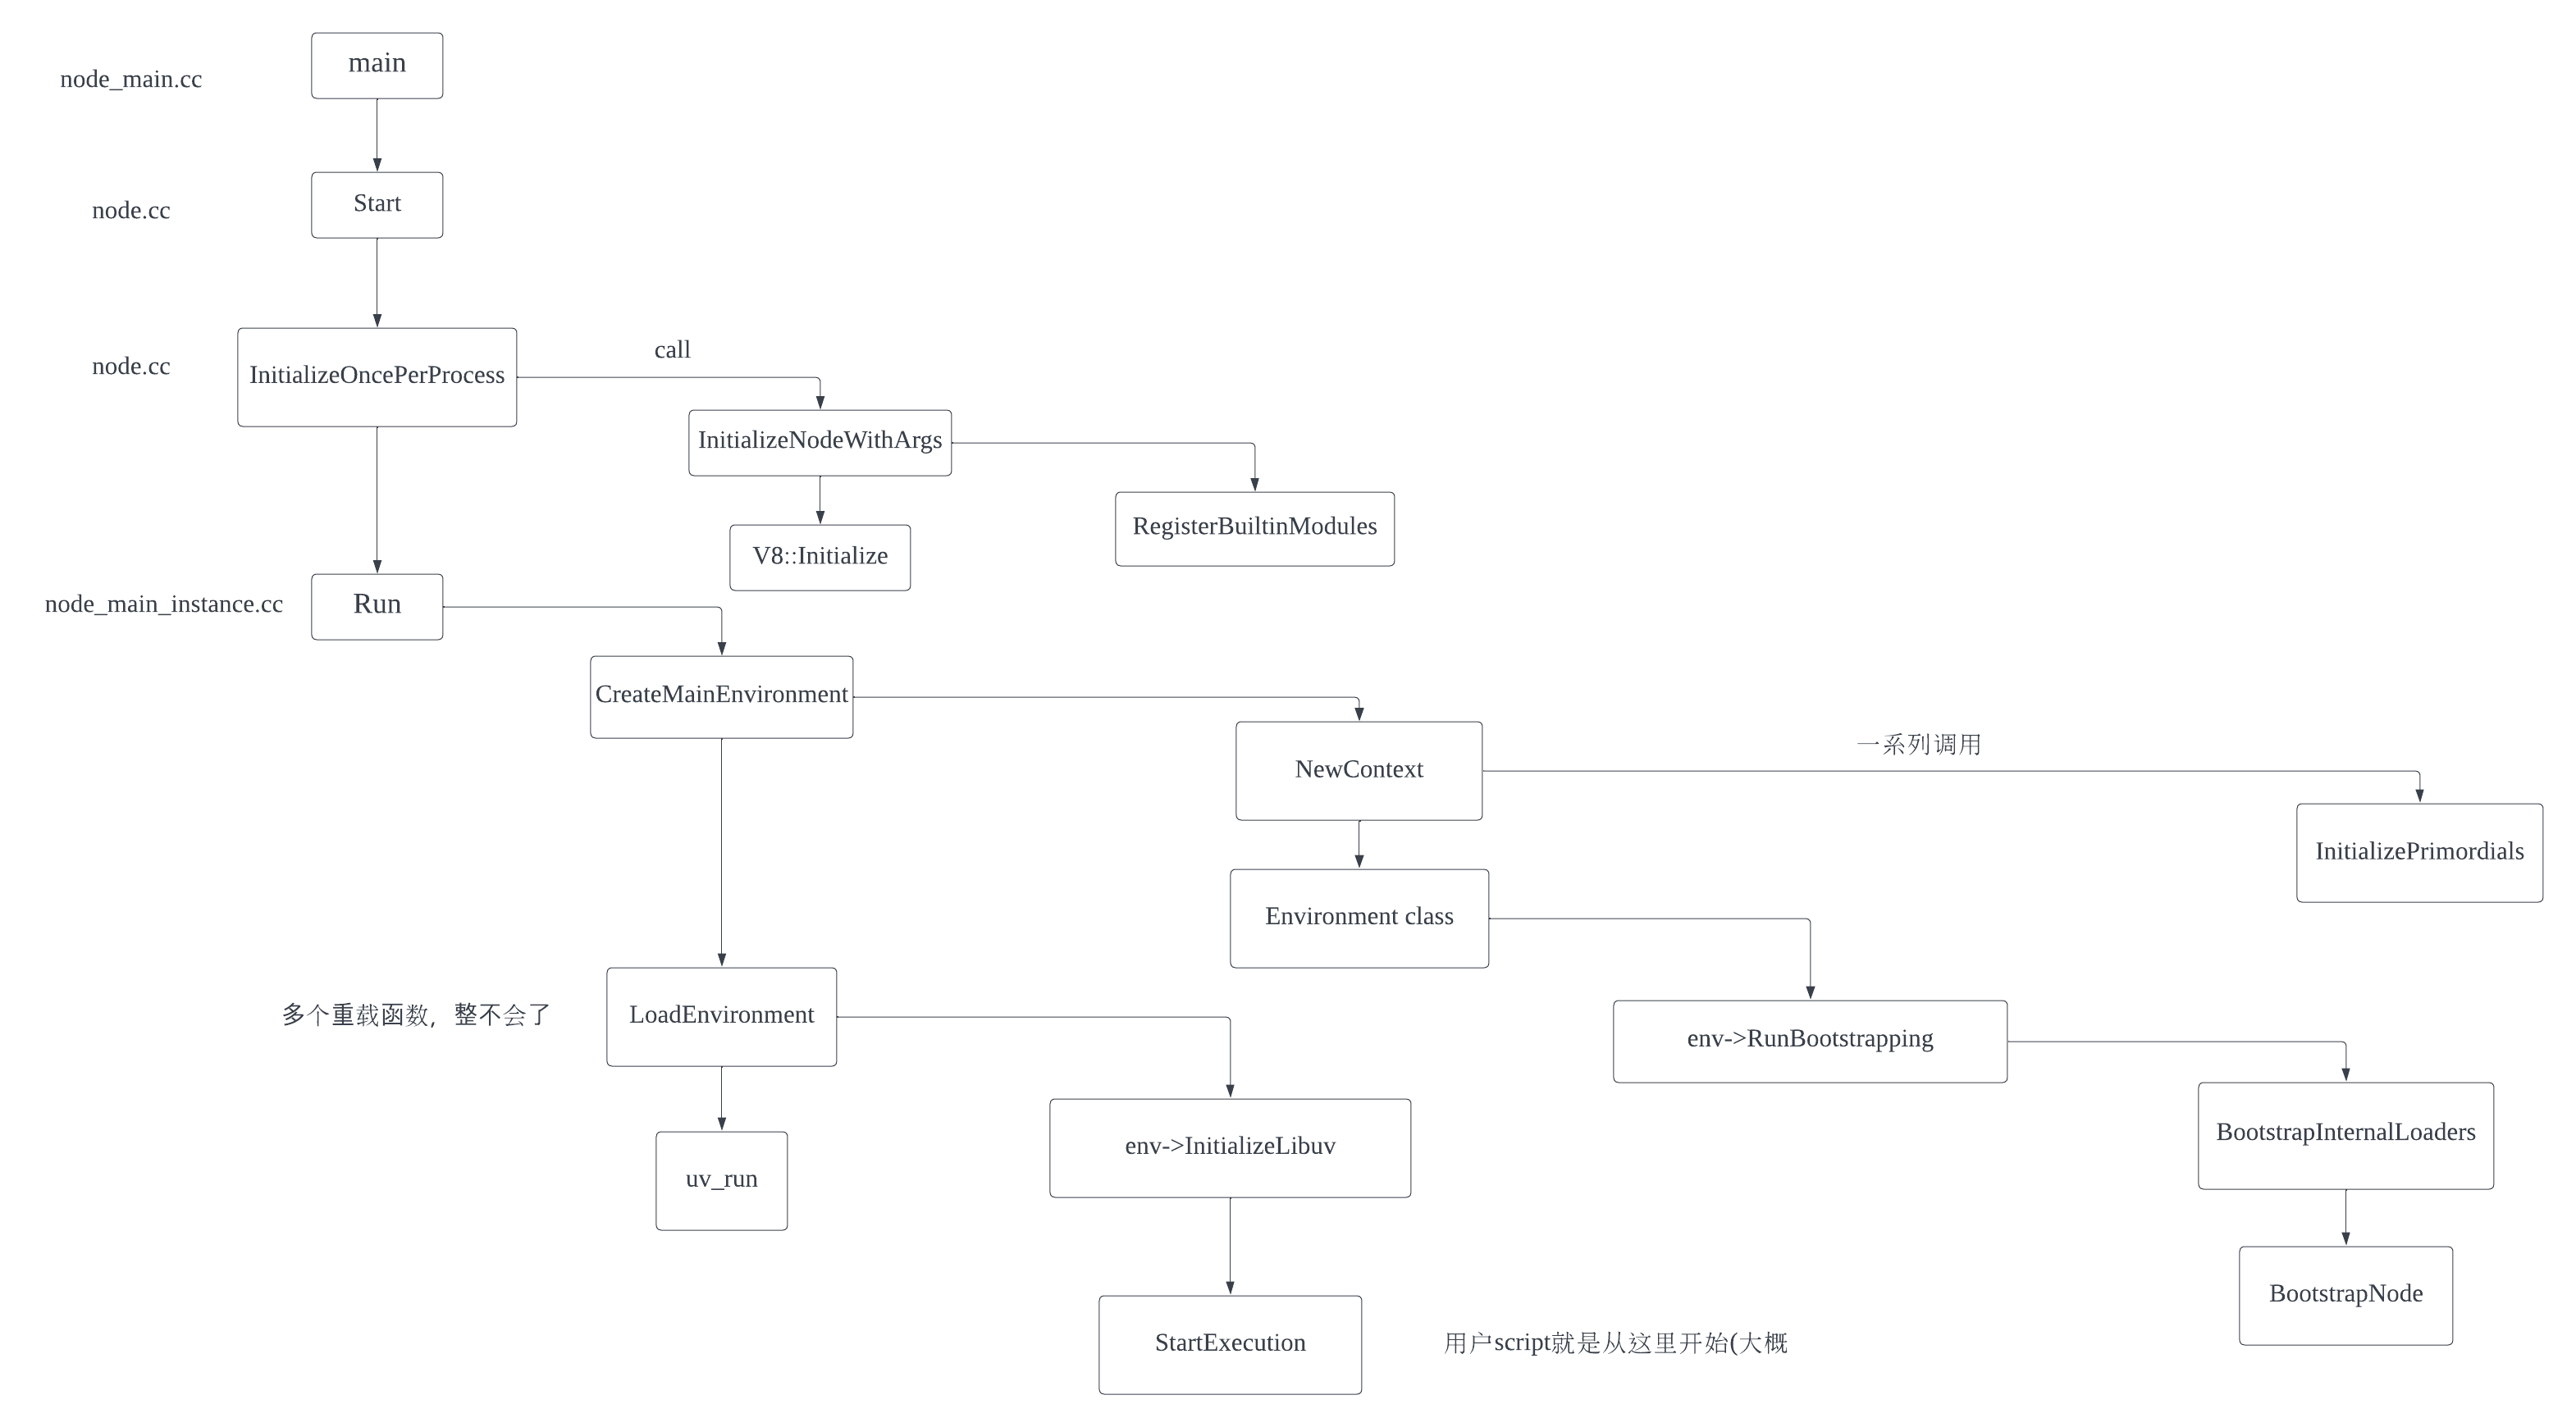 main
node_main.cc
Start
node.cc
call
node.cc
InitializeOncePerProcess
InitializeNodeWithArgs
RegisterBuiltinModules
V8::Initialize
node_main_instance.cc
Run
CreateMainEnvironment
一系列调用
NewContext
InitializePrimordials
Environment class
多个重载函数，整不会了
LoadEnvironment
env->RunBootstrapping
BootstrapInternalLoaders
env->InitializeLibuv
uv_run
BootstrapNode
StartExecution
用户script就是从这里开始(大概